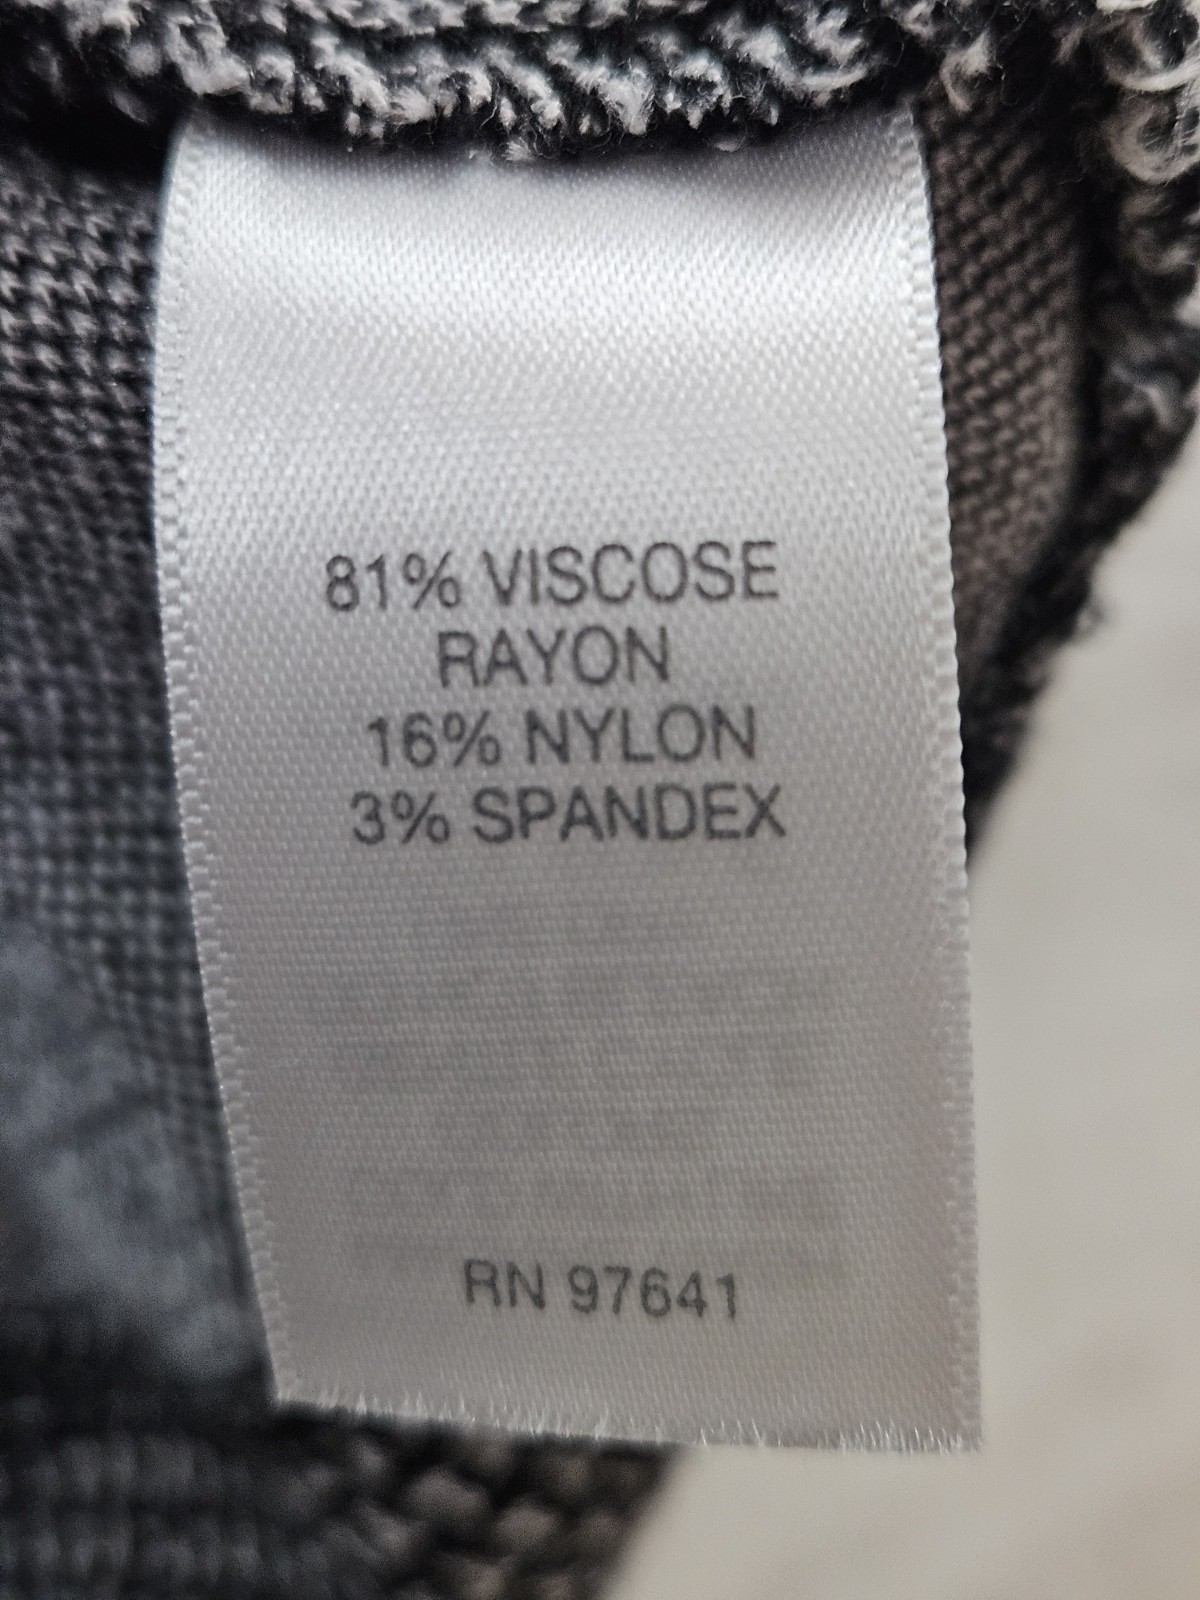 81% VISCOSE
RAYON
16% NYLON
3% SPANDEX
RN 97641